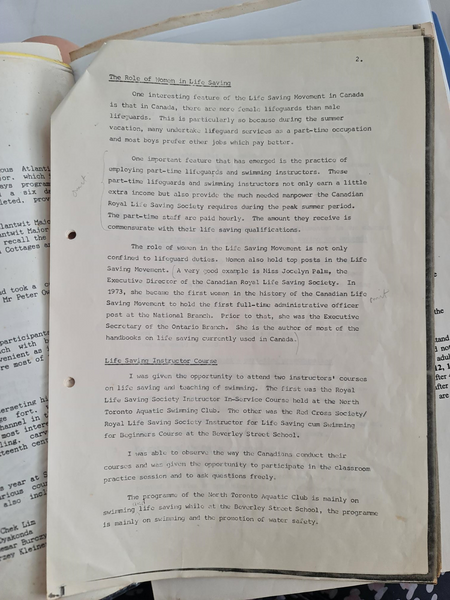 2.
The Role of Women in Life Saving
One interesting feature of the Life Saving Movement in Canada
is that in Canada, there are more female lifeguards than male
lifeguards. This is particularly so because during the summer
vacation, many undertake lifeguard services as a part-time occupation
and most boys prefer other jobs which pay better.
One important feature that has emerged is the practice of
employing part-time lifeguards and swimming instructors. These
part-time lifeguards and swimming instructors not only earn a little
extra income but also provide the much needed manpower the Canadian
Royal Life Saving Society requires during the peak summer period.
The part-time staff are paid hourly. The amount they receive is
commensurate with their life saving qualifications.
The role of women in the Life Saving Movement is not only
confined to lifeguard duties. Women also hold top posts in the Life
Saving Movement. A very good example is Miss Jocelyn Palm, the
Executive Director of the Canadian Royal Life Saving Society. In
1973, she became the first women in the history of the Canadian Life
Saving Movement to hold the first full-time administrative officer
post at the National Branch. Prior to that, she was the Executive
Secretary of the Ontario Branch. She is the author of most of the
handbooks on life saving currently used in Canada.
Life Saving Instructor Course
I was given the opportunity to attend two instructors' courses
on life saving and teaching of swimming. The first was the Royal
Life Saving Society Instructor In-Service Course held at the North
Toronto Aquatic Swimming Club. The other was the Red Cross Society/
Royal Life Saving Society Instructor for Life Saving cum Swimming
for Beginners Course at the Beverley Street School.
I was able to observe the way the Canadians conduct their
courses and was given the opportunity to participate in the classroom
practice session and to ask questions freely.
The programme of the North Toronto Aquatic Club is mainly on
swimming life saving while at the Beverley Street School, the programme
is mainly on swimming and the promotion of water safety.